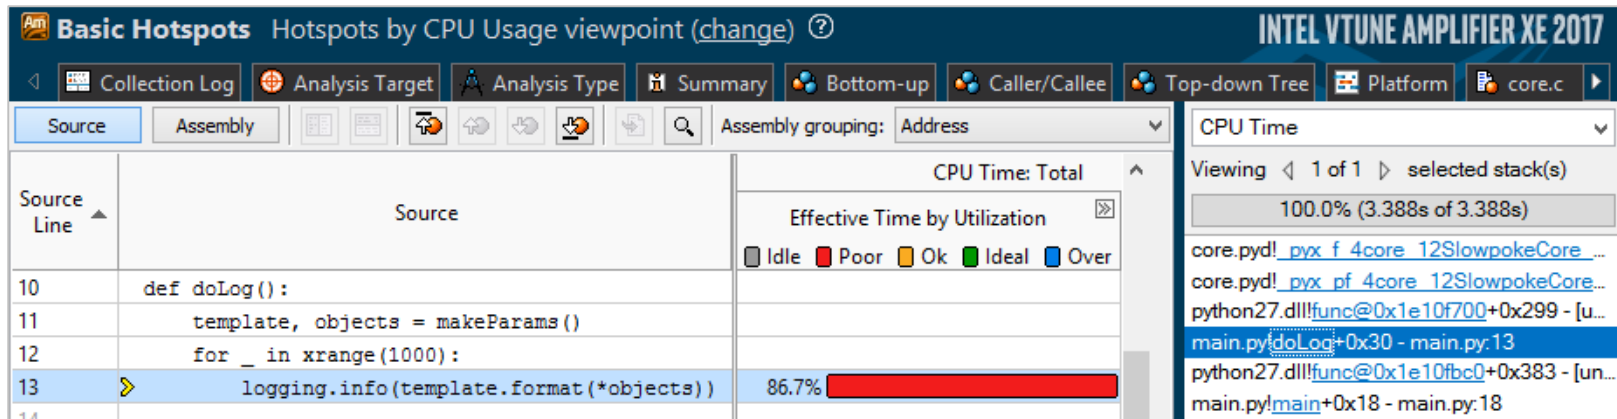 Basic Hotspots Hotspots by CPU Usage viewpoint (change) ?
INTEL VTUNE AMPLIFIER XE 2017
Collection Log Analysis Target Analysis Type Summary Bottom-up Caller/Callee Top-down Tree Platform core.c
Source Assembly Assembly grouping: Address
CPU Time
Viewing 1 of 1 selected stack(s)
100.0% (3.388s of 3.388s)
Source Line
Source
CPU Time: Total
Effective Time by Utilization
Idle Poor Ok Ideal Over
10 def doLog():
11 template, objects = makeParams()
12 for _ in xrange(1000):
13 logging.info(template.format(*objects)) 86.7%
14
core.pyd!_pyx_f_4core_12SlowpokeCore_...
core.pyd!_pyx_pf_4core_12SlowpokeCore...
python27.dll!func@0x1e10f700+0x299 - [u...
main.py!doLog+0x30 - main.py:13
python27.dll!func@0x1e10fbc0+0x383 - [un...
main.py!main+0x18 - main.py:18